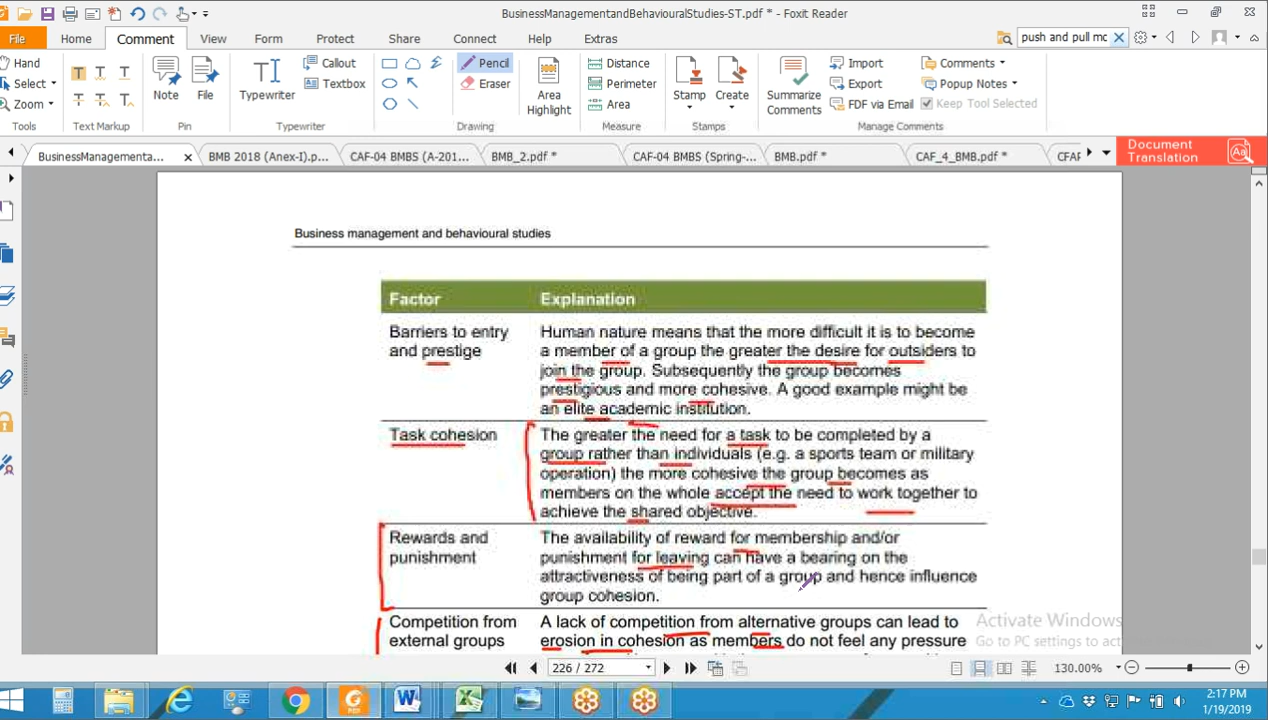 BusinessManagementandBehaviouralStudies-ST.pdf * - Foxit Reader
File Home Comment View Form Protect Share Connect Help Extras
push and pull mc
Hand
Select
Zoom
Tools
Text Markup
Note
File
Pin
Typewriter
Callout
Textbox
Typewriter
Pencil
Eraser
Area
Highlight
Drawing
Distance
Perimeter
Area
Measure
Stamp
Create
Stamps
Summarize
Comments
Import
Export
FDF via Email
Comments
Popup Notes
Keep Tool Selected
Manage Comments
BusinessManagementa...
BMB 2018 (Anex-I).p...
CAF-04 BMBS (A-201...
BMB_2.pdf *
CAF-04 BMBS (Spring-...
BMB.pdf *
CAF_4_BMB.pdf *
CFAP
Document
Translation
Business management and behavioural studies
Factor Explanation
Barriers to entry
and prestige
Human nature means that the more difficult it is to become
a member of a group the greater the desire for outsiders to
join the group. Subsequently the group becomes
prestigious and more cohesive. A good example might be
an elite academic institution.
Task cohesion
The greater the need for a task to be completed by a
group rather than individuals (e.g. a sports team or military
operation) the more cohesive the group becomes as
members on the whole accept the need to work together to
achieve the shared objective.
Rewards and
punishment
The availability of reward for membership and/or
punishment for leaving can have a bearing on the
attractiveness of being part of a group and hence influence
group cohesion.
Competition from
external groups
A lack of competition from alternative groups can lead to
erosion in cohesion as members do not feel any pressure
Activate Windows
Go to PC settings to act
226 / 272
130.00%
2:17 PM
1/19/2019